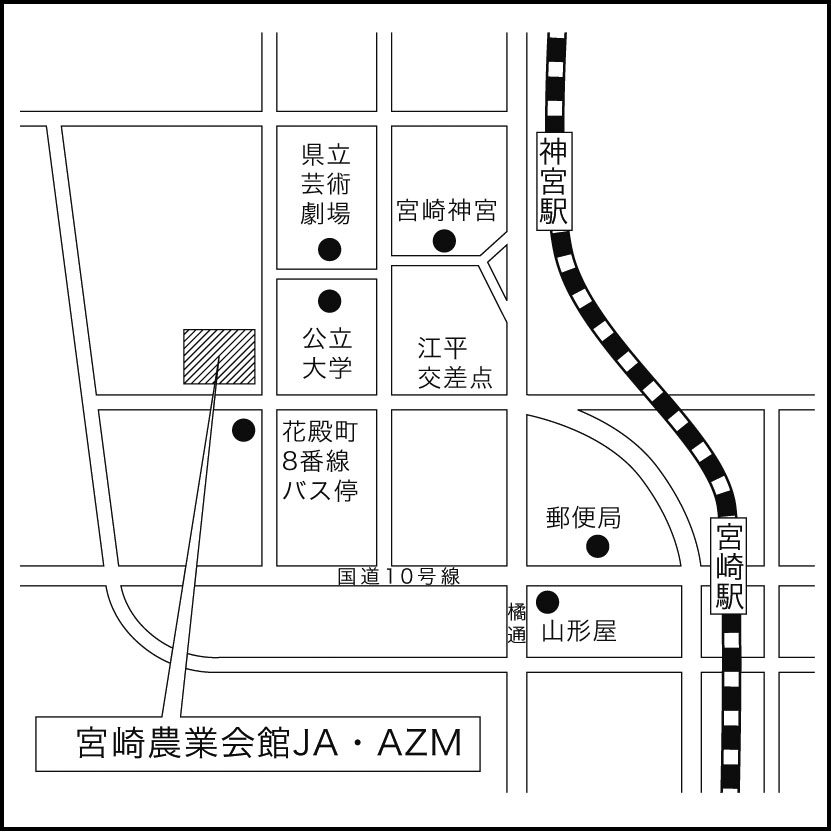 県立
芸術
劇場
宮崎神宮
神宮駅
公立
大学
江平
交差点
花殿町
8番線
バス停
郵便局
宮崎駅
国道10号線
橘通
山形屋
宮崎農業会館JA・AZM